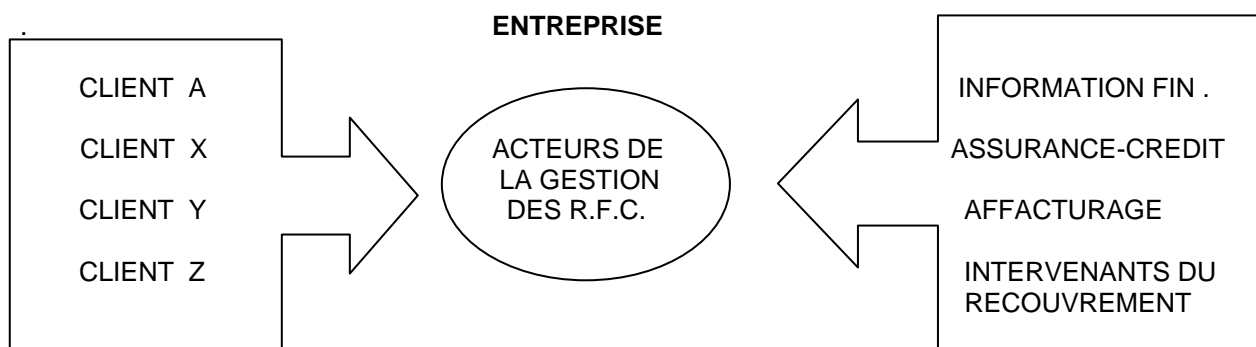 .
ENTREPRISE
CLIENT A
CLIENT X
CLIENT Y
CLIENT Z
ACTEURS DE
LA GESTION
DES R.F.C.
INFORMATION FIN .
ASSURANCE-CREDIT
AFFACTURAGE
INTERVENANTS DU
RECOUVREMENT